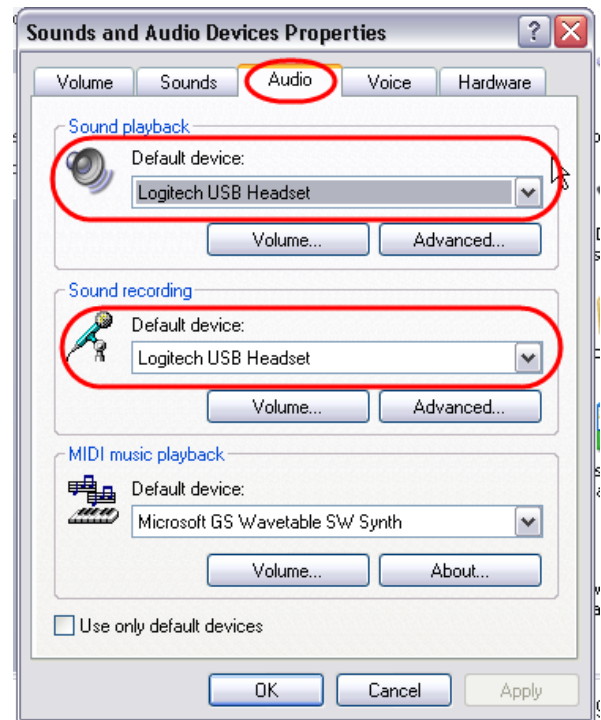 Sounds and Audio Devices Properties
Volume Sounds Audio Voice Hardware
Sound playback
Default device:
Logitech USB Headset
Volume... Advanced...
Sound recording
Default device:
Logitech USB Headset
Volume... Advanced...
MIDI music playback
Default device:
Microsoft GS Wavetable SW Synth
Volume... About...
Use only default devices
OK Cancel Apply